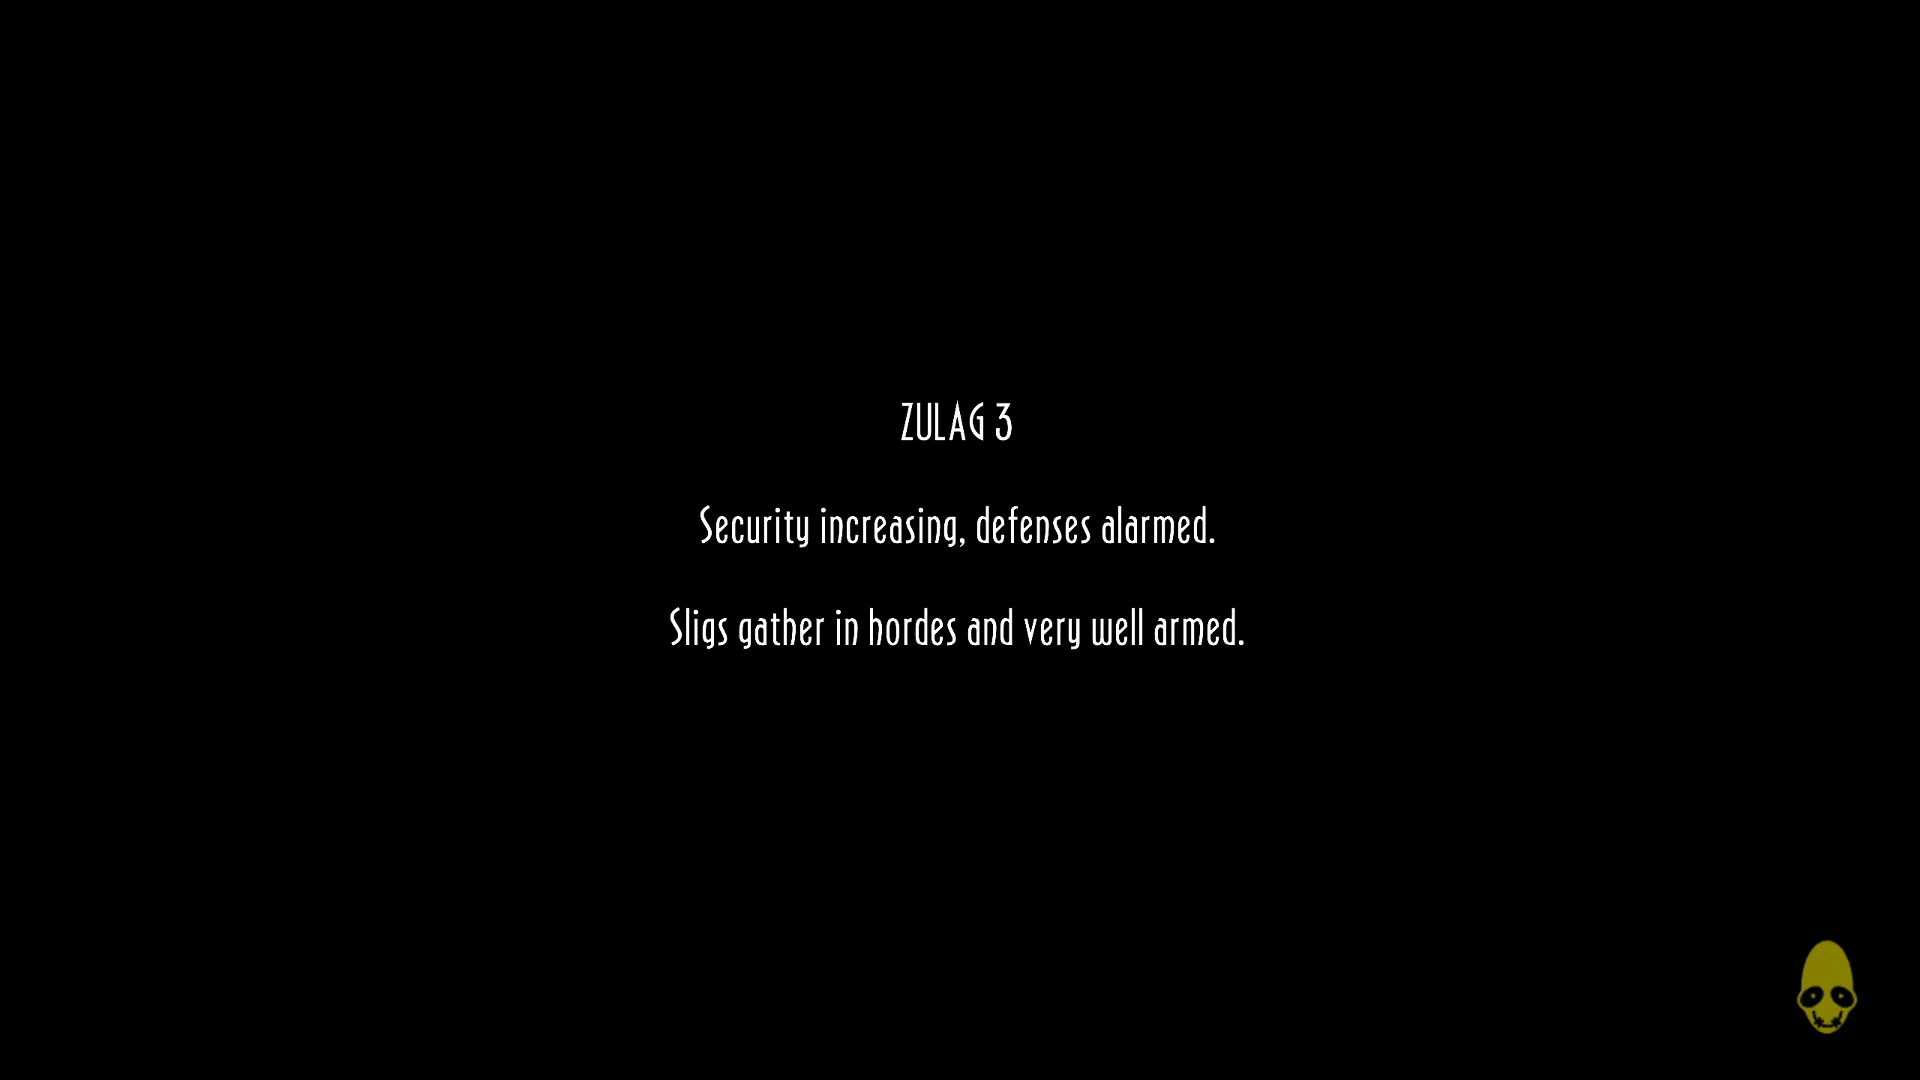 ZULAG 3
Security increasing, defenses alarmed.
Sligs gather in hordes and very well armed.